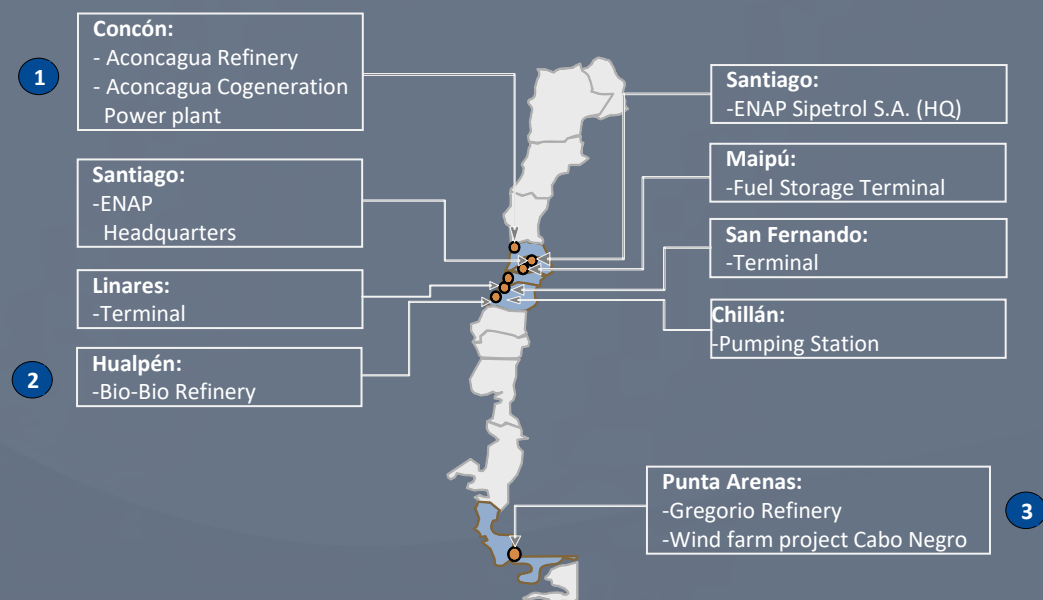 1
Concón:
- Aconcagua Refinery
- Aconcagua Cogeneration
Power plant
Santiago:
-ENAP
Headquarters
Linares:
-Terminal
2
Hualpén:
-Bio-Bio Refinery
Santiago:
-ENAP Sipetrol S.A. (HQ)
Maipú:
-Fuel Storage Terminal
San Fernando:
-Terminal
Chillán:
-Pumping Station
Punta Arenas:
-Gregorio Refinery
-Wind farm project Cabo Negro
3